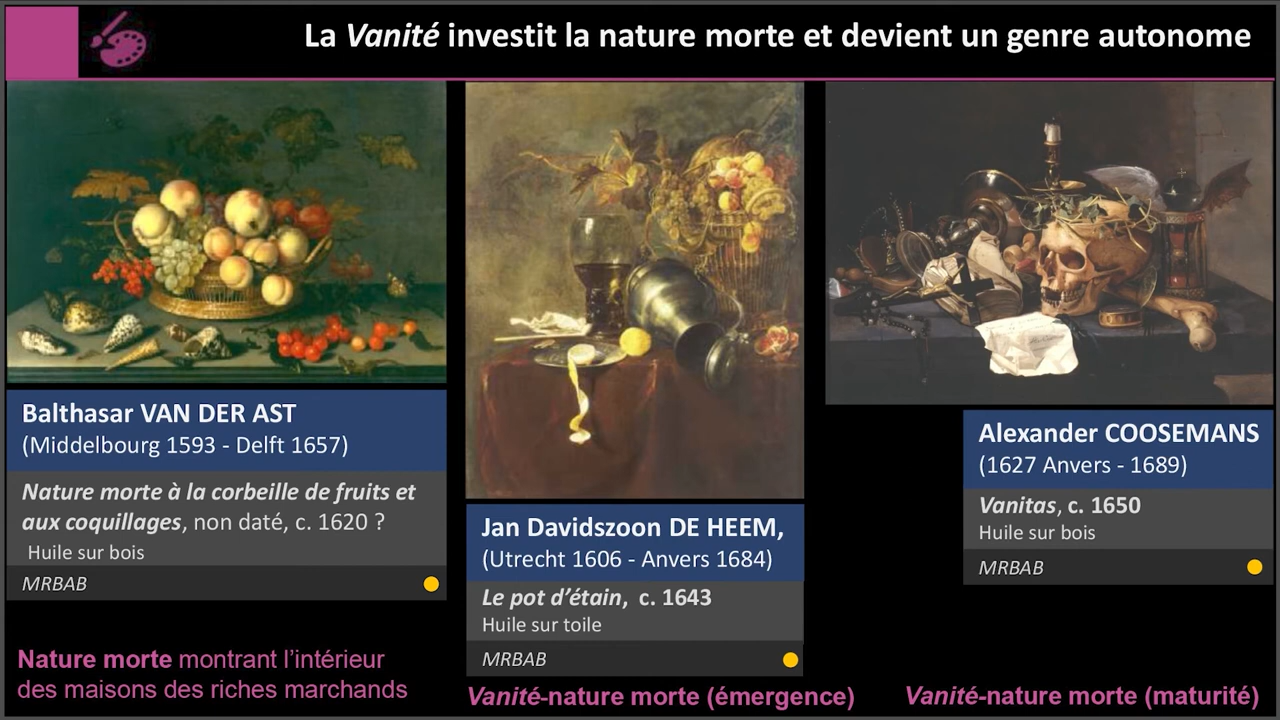 La Vanité investit la nature morte et devient un genre autonome
Balthasar VAN DER AST
(Middelbourg 1593 - Delft 1657)
Nature morte à la corbeille de fruits et
aux coquillages, non daté, c. 1620 ?
Huile sur bois
MRBAB
Nature morte montrant l’intérieur
des maisons des riches marchands
Jan Davidszoon DE HEEM,
(Utrecht 1606 - Anvers 1684)
Le pot d’étain, c. 1643
Huile sur toile
MRBAB
Vanité-nature morte (émergence)
Alexander COOSEMANS
(1627 Anvers - 1689)
Vanitas, c. 1650
Huile sur bois
MRBAB
Vanité-nature morte (maturité)